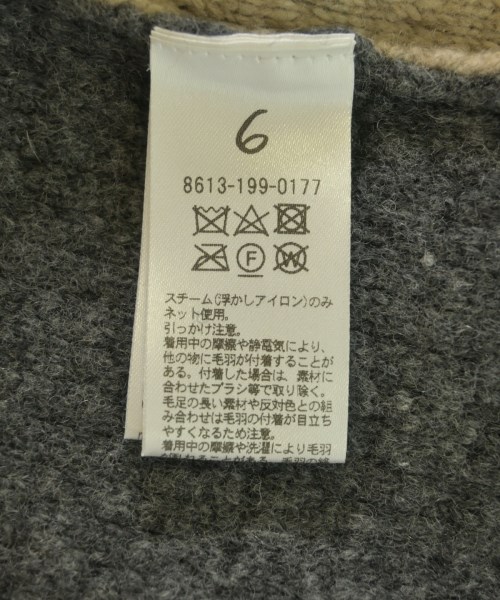 6
8613-199-0177
F
W
スチーム(浮かしアイロン)のみ
ネット使用。
引っかけ注意。
着用中の摩擦や静電気により、
他の物に毛羽が付着することが
ある。付着した場合は、素材に
合わせたブラシ等で取り除く。
毛足の長い素材や反対色との組
み合わせは毛羽の付着が目立ち
やすくなるため注意。
着用中の摩擦や洗濯により毛羽